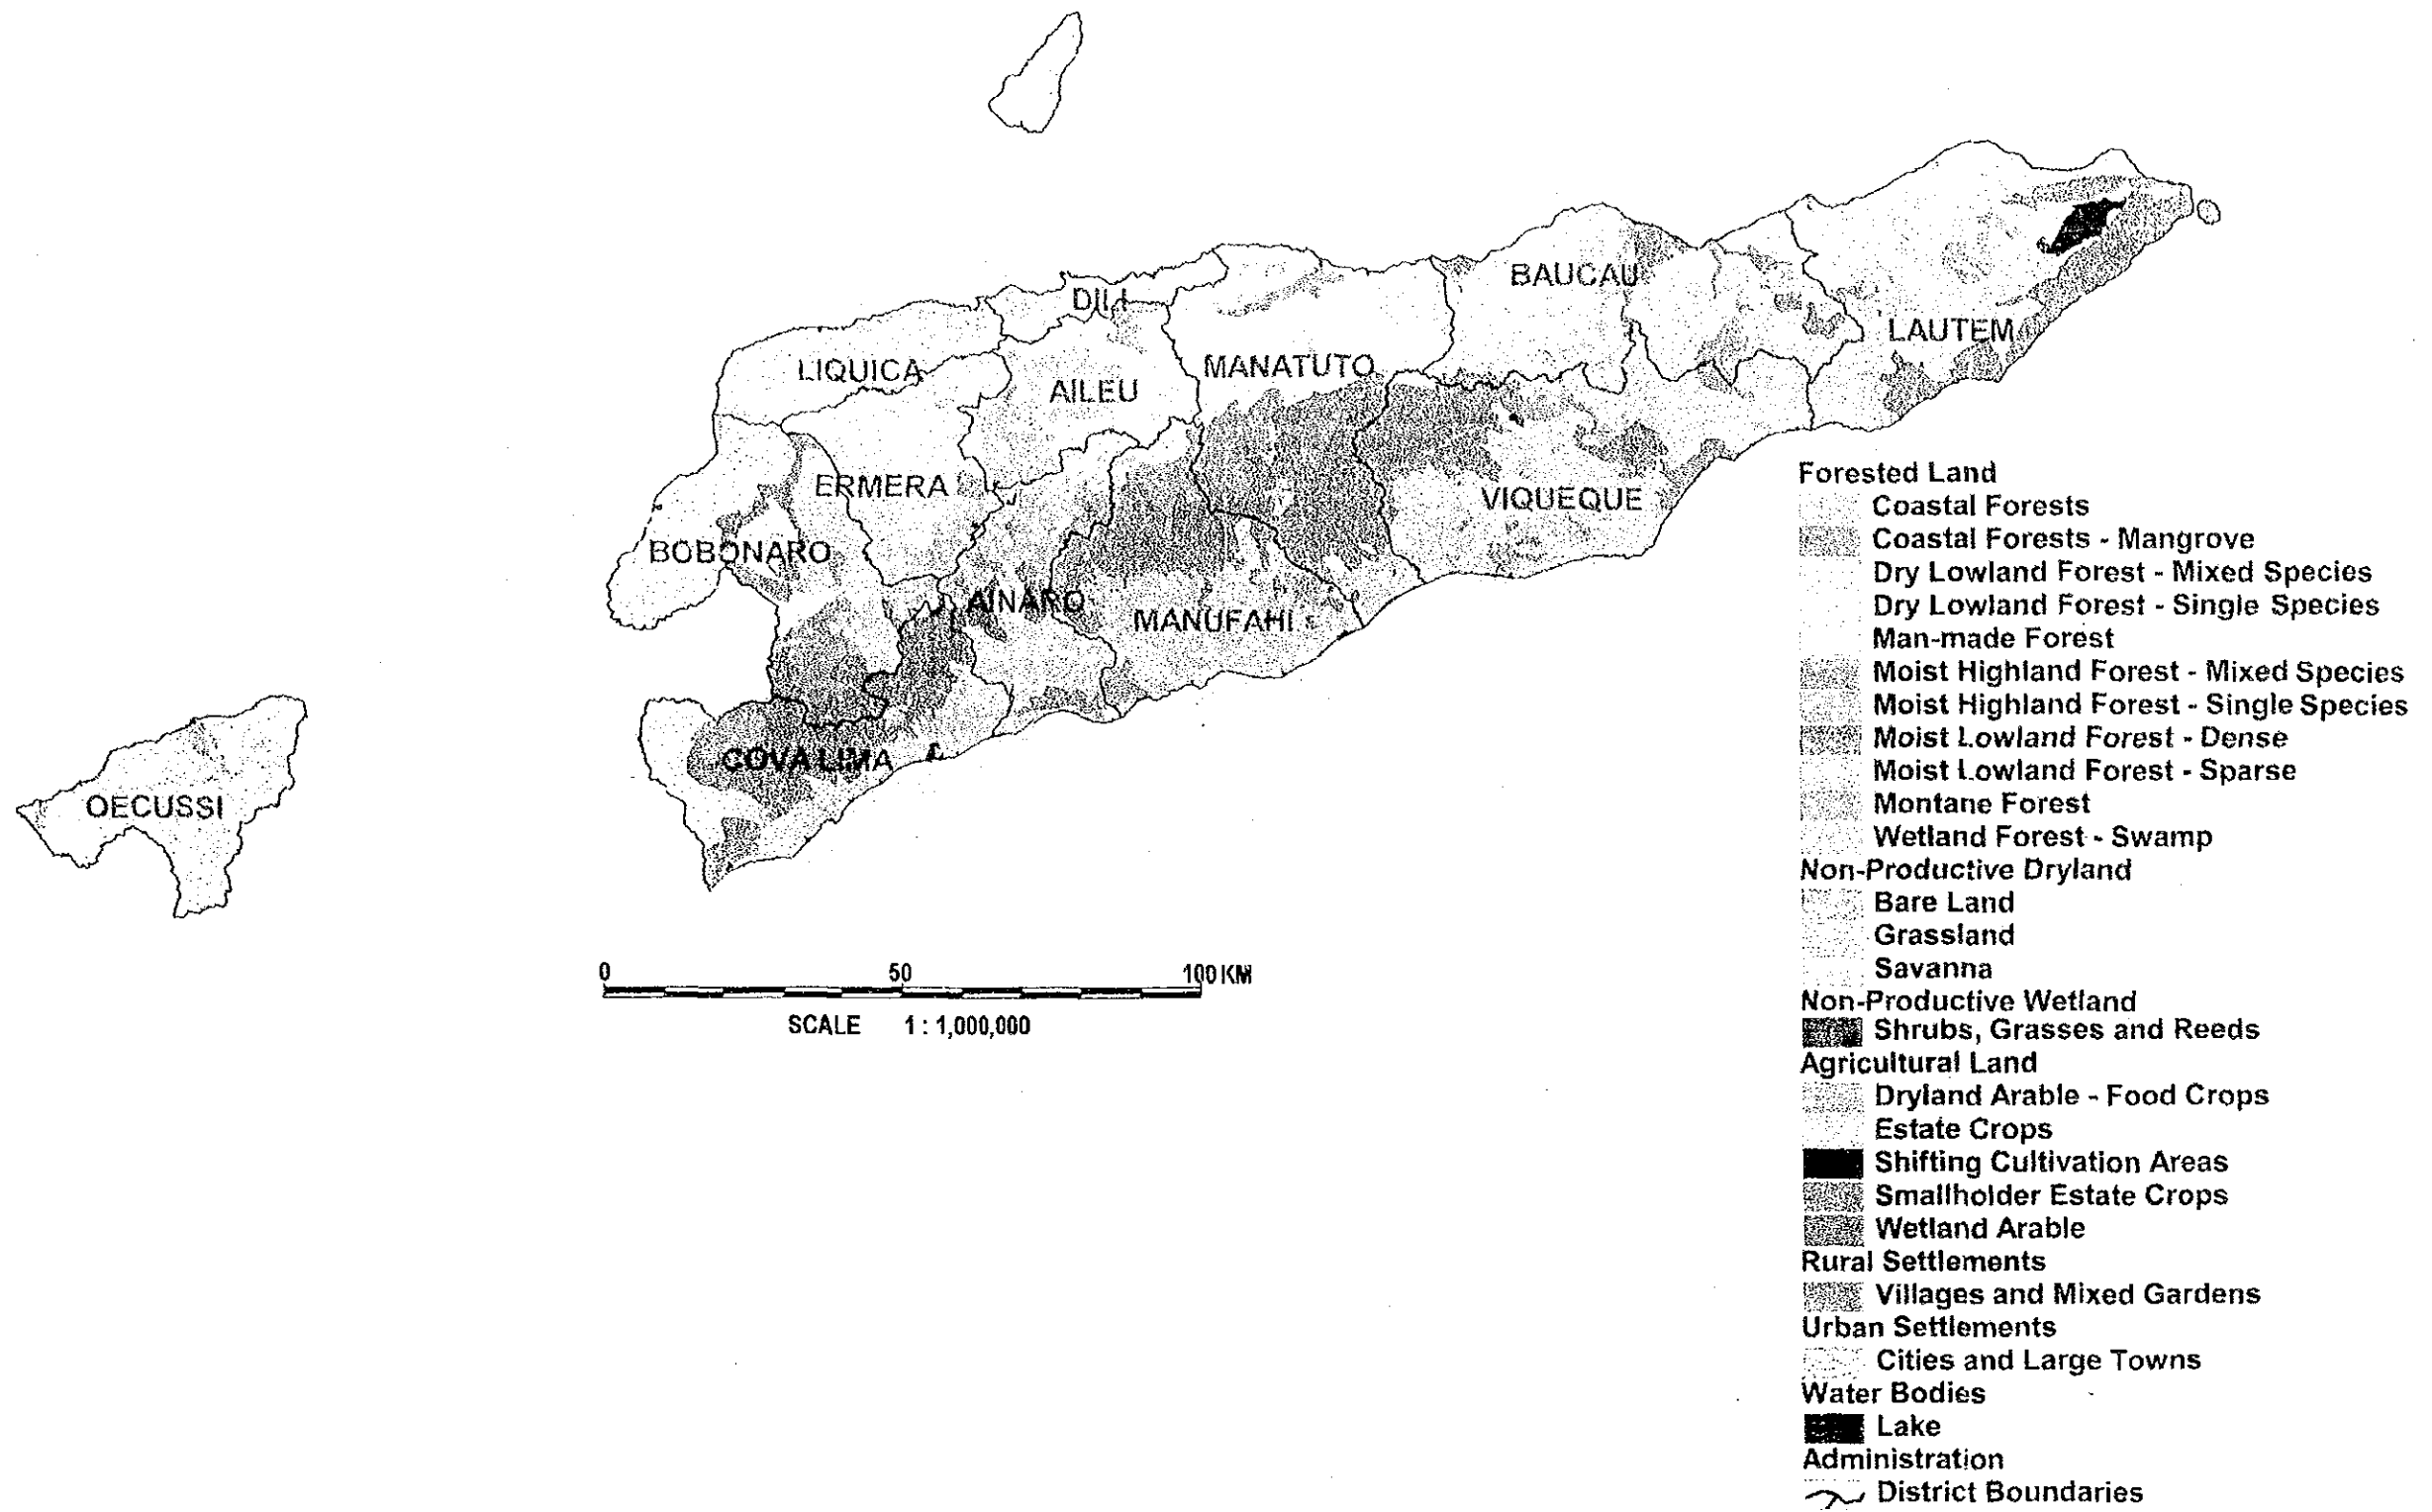 DILI
BAUCAU
LAUTEM
LIQUICA
AILEU
MANATUTO
ERMERA
VIQUEQUE
BOBONARO
AINARO
MANUFAHI
COVA LIMA
OECUSSI
0 50 100 KM
SCALE 1 : 1,000,000
Forested Land
Coastal Forests
Coastal Forests - Mangrove
Dry Lowland Forest - Mixed Species
Dry Lowland Forest - Single Species
Man-made Forest
Moist Highland Forest - Mixed Species
Moist Highland Forest - Single Species
Moist Lowland Forest - Dense
Moist Lowland Forest - Sparse
Montane Forest
Wetland Forest - Swamp
Non-Productive Dryland
Bare Land
Grassland
Savanna
Non-Productive Wetland
Shrubs, Grasses and Reeds
Agricultural Land
Dryland Arable - Food Crops
Estate Crops
Shifting Cultivation Areas
Smallholder Estate Crops
Wetland Arable
Rural Settlements
Villages and Mixed Gardens
Urban Settlements
Cities and Large Towns
Water Bodies
Lake
Administration
District Boundaries